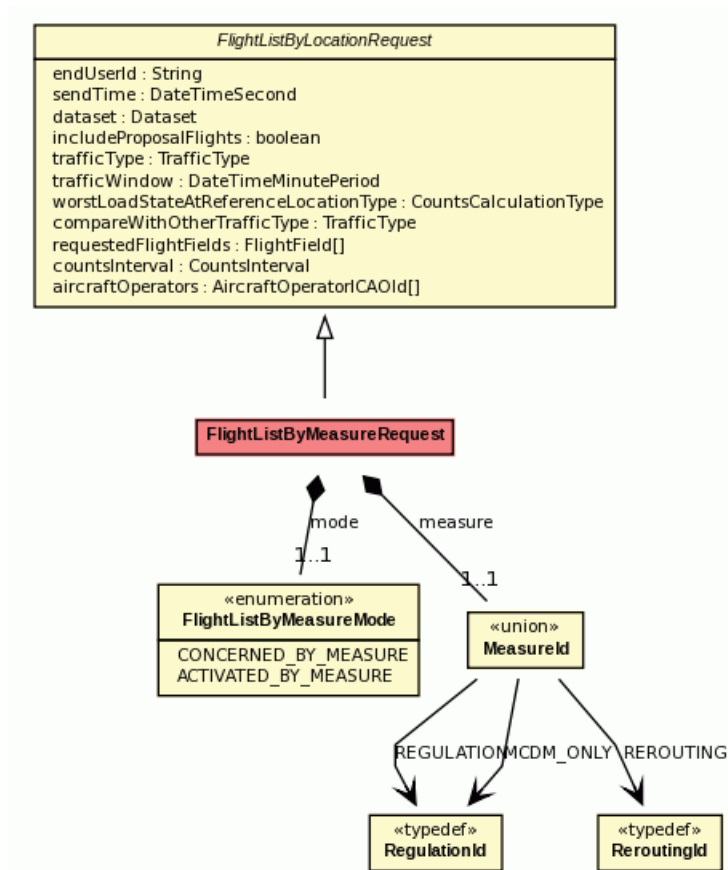 FlightListByLocationRequest
endUserId : String
sendTime : DateTimeSecond
dataset : Dataset
includeProposalFlights : boolean
trafficType : TrafficType
trafficWindow : DateTimeMinutePeriod
worstLoadStateAtReferenceLocationType : CountsCalculationType
compareWithOtherTrafficType : TrafficType
requestedFlightFields : FlightField[]
countsInterval : CountsInterval
aircraftOperators : AircraftOperatorICAOId[]
FlightListByMeasureRequest
mode
measure
1..1
1..1
«enumeration»
FlightListByMeasureMode
CONCERNED_BY_MEASURE
ACTIVATED_BY_MEASURE
«union»
MeasureId
REGULATION
MCDM_ONLY
REROUTING
«typedef»
RegulationId
«typedef»
ReroutingId